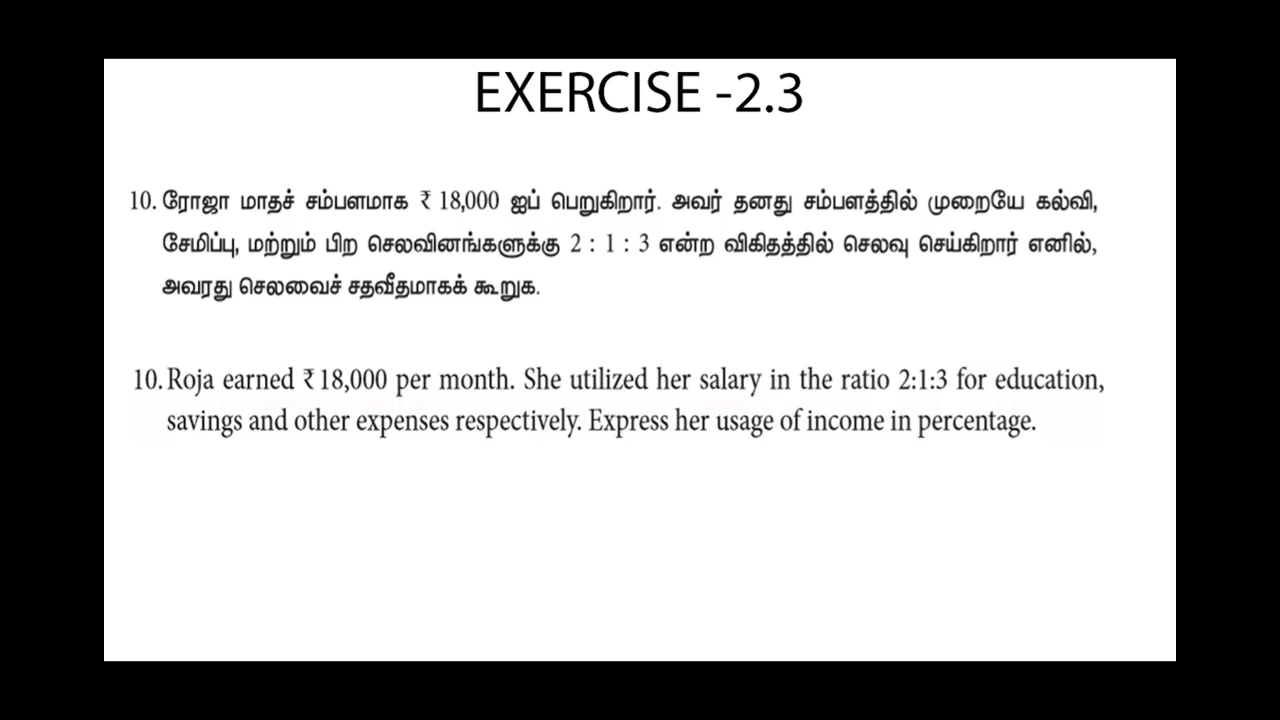 EXERCISE -2.3
10. ரோஜா மாதச் சம்பளமாக ₹ 18,000 ஐப் பெறுகிறார். அவர் தனது சம்பளத்தில் முறையே கல்வி,
சேமிப்பு, மற்றும் பிற செலவினங்களுக்கு 2 : 1 : 3 என்ற விகிதத்தில் செலவு செய்கிறார் எனில்,
அவரது செலவைச் சதவீதமாகக் கூறுக.
10. Roja earned ₹ 18,000 per month. She utilized her salary in the ratio 2:1:3 for education,
savings and other expenses respectively. Express her usage of income in percentage.